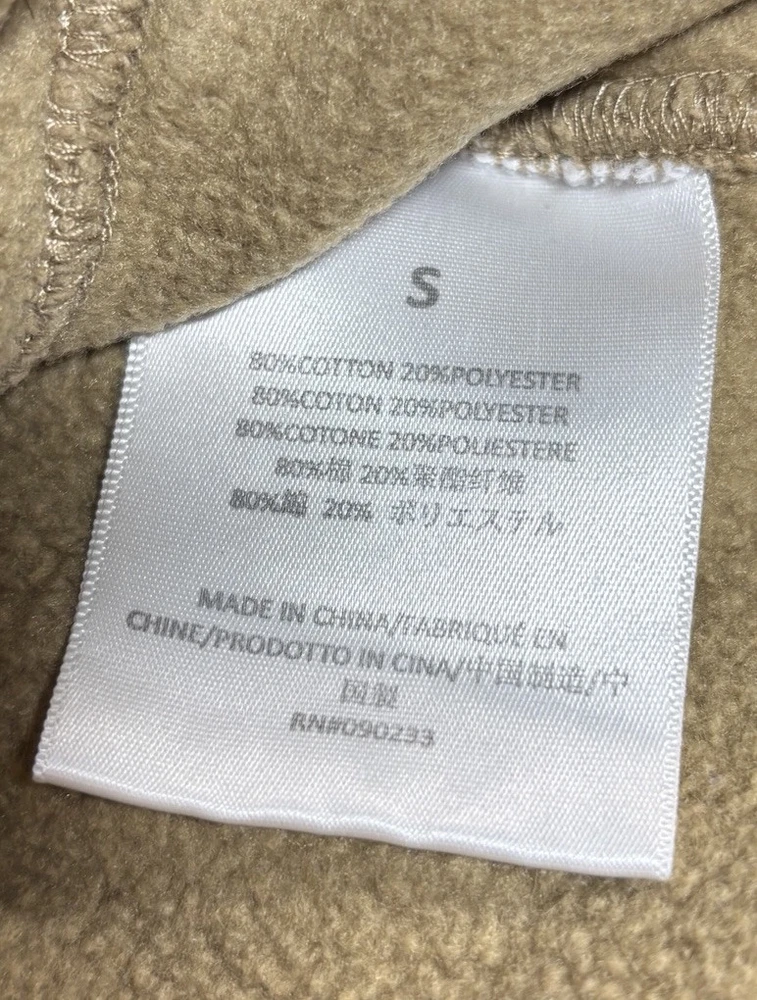 S
80%COTTON 20%POLYESTER
80%COTON 20%POLYESTER
80%COTONE 20%POLIESTERE
80%棉 20%聚酯纤维
80%綿 20% ポリエステル
MADE IN CHINA/FABRIQUÉ EN
CHINE/PRODOTTO IN CINA/中国制造/中
国製
RN#090233